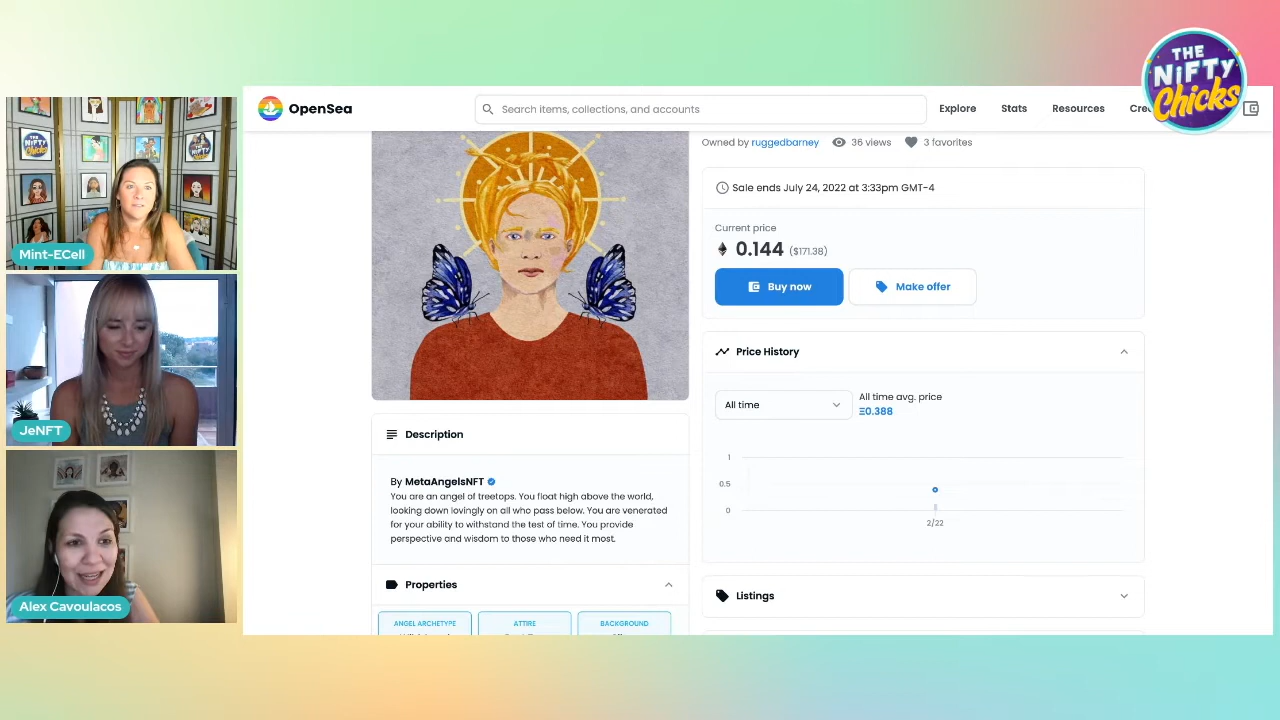 THE
NiFTY
Chicks
OpenSea
Search items, collections, and accounts
Explore
Stats
Resources
Owned by ruggedbarney
36 views
3 favorites
Sale ends July 24, 2022 at 3:33pm GMT-4
Current price
0.144 ($171.38)
Buy now
Make offer
Price History
All time
All time avg. price
Ξ0.388
1
0.5
0
2/22
Listings
Description
By MetaAngelsNFT
You are an angel of treetops. You float high above the world,
looking down lovingly on all who pass below. You are venerated
for your ability to withstand the test of time. You provide
perspective and wisdom to those who need it most.
Properties
ANGEL ARCHETYPE
ATTIRE
BACKGROUND
THE
NIFTY
THE
NIFTY
Mint-ECell
JeNFT
Alex Cavoulacos